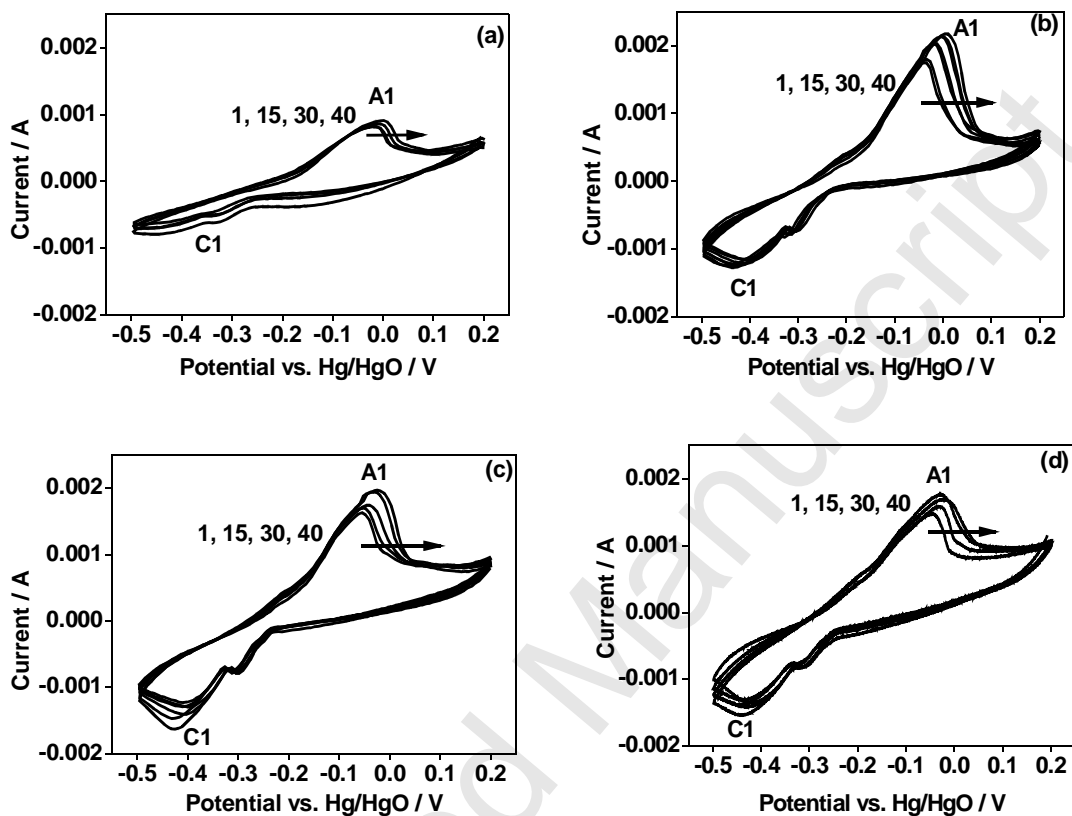 (a)
0.002
A1
1, 15, 30, 40
0.001
0.000
-0.001
C1
-0.002
Current / A
-0.5 -0.4 -0.3 -0.2 -0.1 0.0 0.1 0.2
Potential vs. Hg/HgO / V
(b)
A1
0.002
1, 15, 30, 40
0.001
0.000
-0.001
C1
-0.002
Current / A
-0.5 -0.4 -0.3 -0.2 -0.1 0.0 0.1 0.2
Potential vs. Hg/HgO / V
(c)
A1
0.002
1, 15, 30, 40
0.001
0.000
-0.001
C1
-0.002
Current / A
-0.5 -0.4 -0.3 -0.2 -0.1 0.0 0.1 0.2
Potential vs. Hg/HgO / V
(d)
A1
0.002
1, 15, 30, 40
0.001
0.000
-0.001
C1
-0.002
Current / A
-0.5 -0.4 -0.3 -0.2 -0.1 0.0 0.1 0.2
Potential vs. Hg/HgO / V
d Manuscript